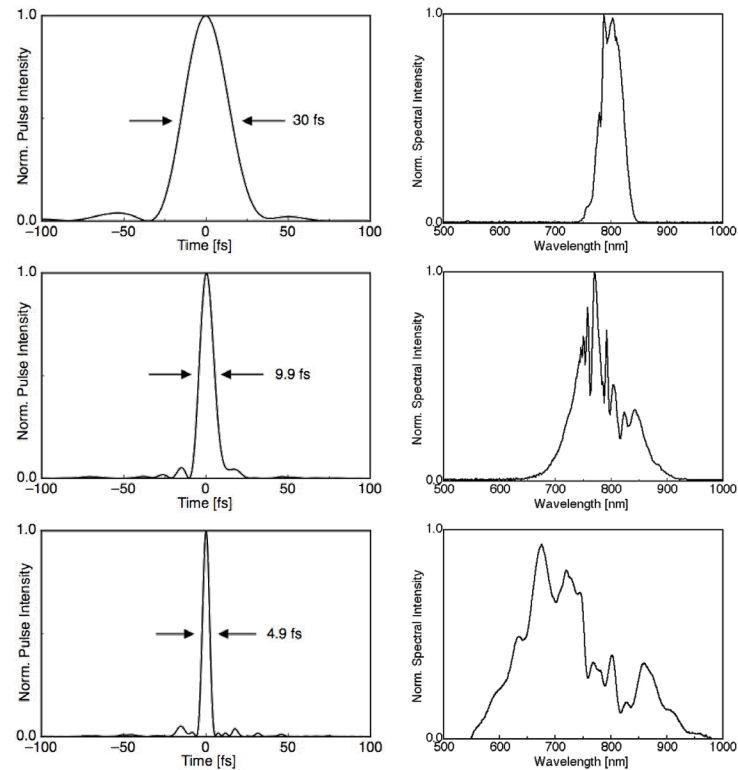 Norm. Pulse Intensity
1.0
0.0
30 fs
−100 −50 0 50 100
Time [fs]
Norm. Spectral Intensity
1.0
0.0
500 600 700 800 900 1000
Wavelength [nm]
Norm. Pulse Intensity
1.0
0.0
9.9 fs
−100 −50 0 50 100
Time [fs]
Norm. Spectral Intensity
1.0
0.0
500 600 700 800 900 1000
Wavelength [nm]
Norm. Pulse Intensity
1.0
0.0
4.9 fs
−100 −50 0 50 100
Time [fs]
Norm. Spectral Intensity
1.0
0.0
500 600 700 800 900 1000
Wavelength [nm]